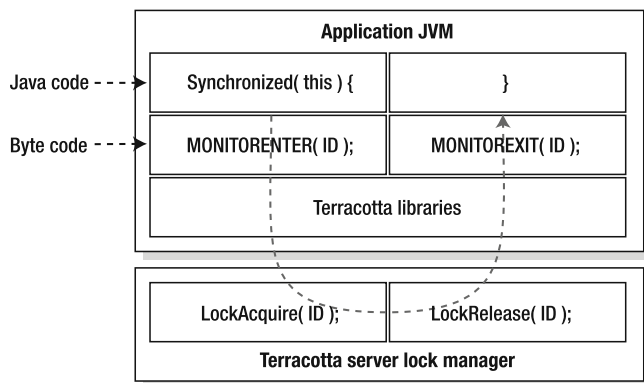 Application JVM
Java code
Synchronized( this ) {
}
Byte code
MONITORENTER( ID );
MONITOREXIT( ID );
Terracotta libraries
LockAcquire( ID );
LockRelease( ID );
Terracotta server lock manager